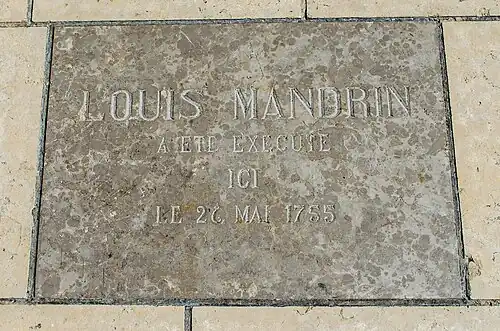 LOUIS MANDRIN
A ETE EXECUTE
ICI
LE 26 MAI 1755